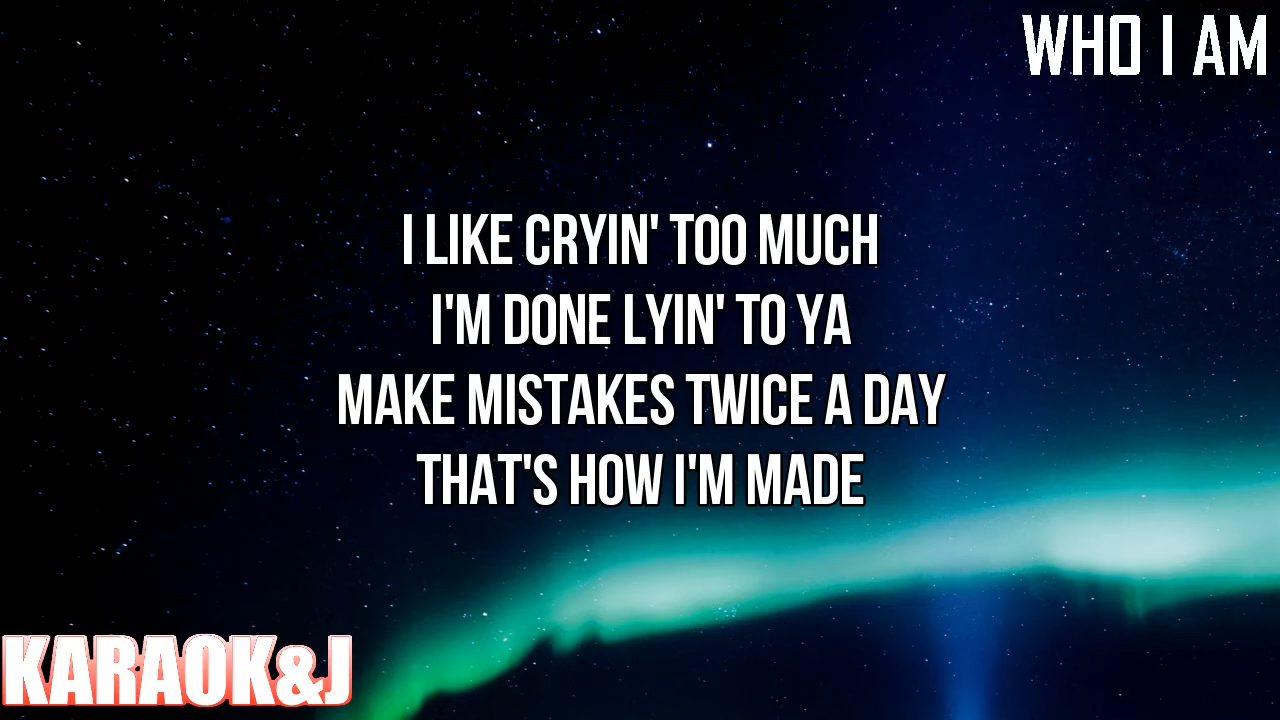 WHO I AM
I LIKE CRYIN' TOO MUCH
I'M DONE LYIN' TO YA
MAKE MISTAKES TWICE A DAY
THAT'S HOW I'M MADE
KARAOK&J